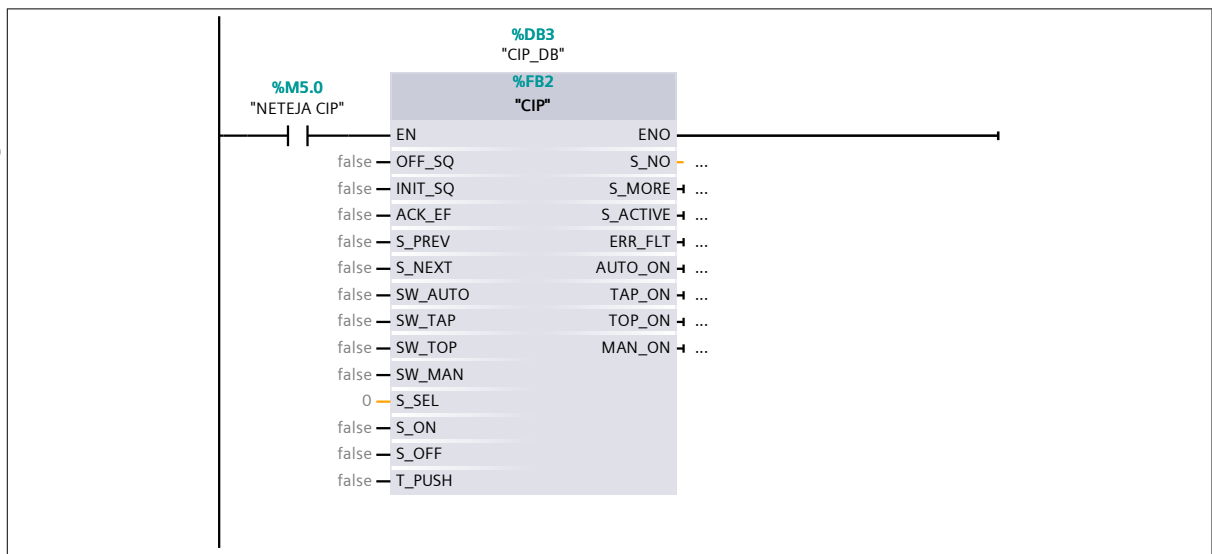 %DB3
"CIP_DB"
%M5.0
"NETEJA CIP"
%FB2
"CIP"
EN ENO
false OFF_SQ S_NO ...
false INIT_SQ S_MORE ...
false ACK_EF S_ACTIVE ...
false S_PREV ERR_FLT ...
false S_NEXT AUTO_ON ...
false SW_AUTO TAP_ON ...
false SW_TAP TOP_ON ...
false SW_TOP MAN_ON ...
false SW_MAN
0 S_SEL
false S_ON
false S_OFF
false T_PUSH